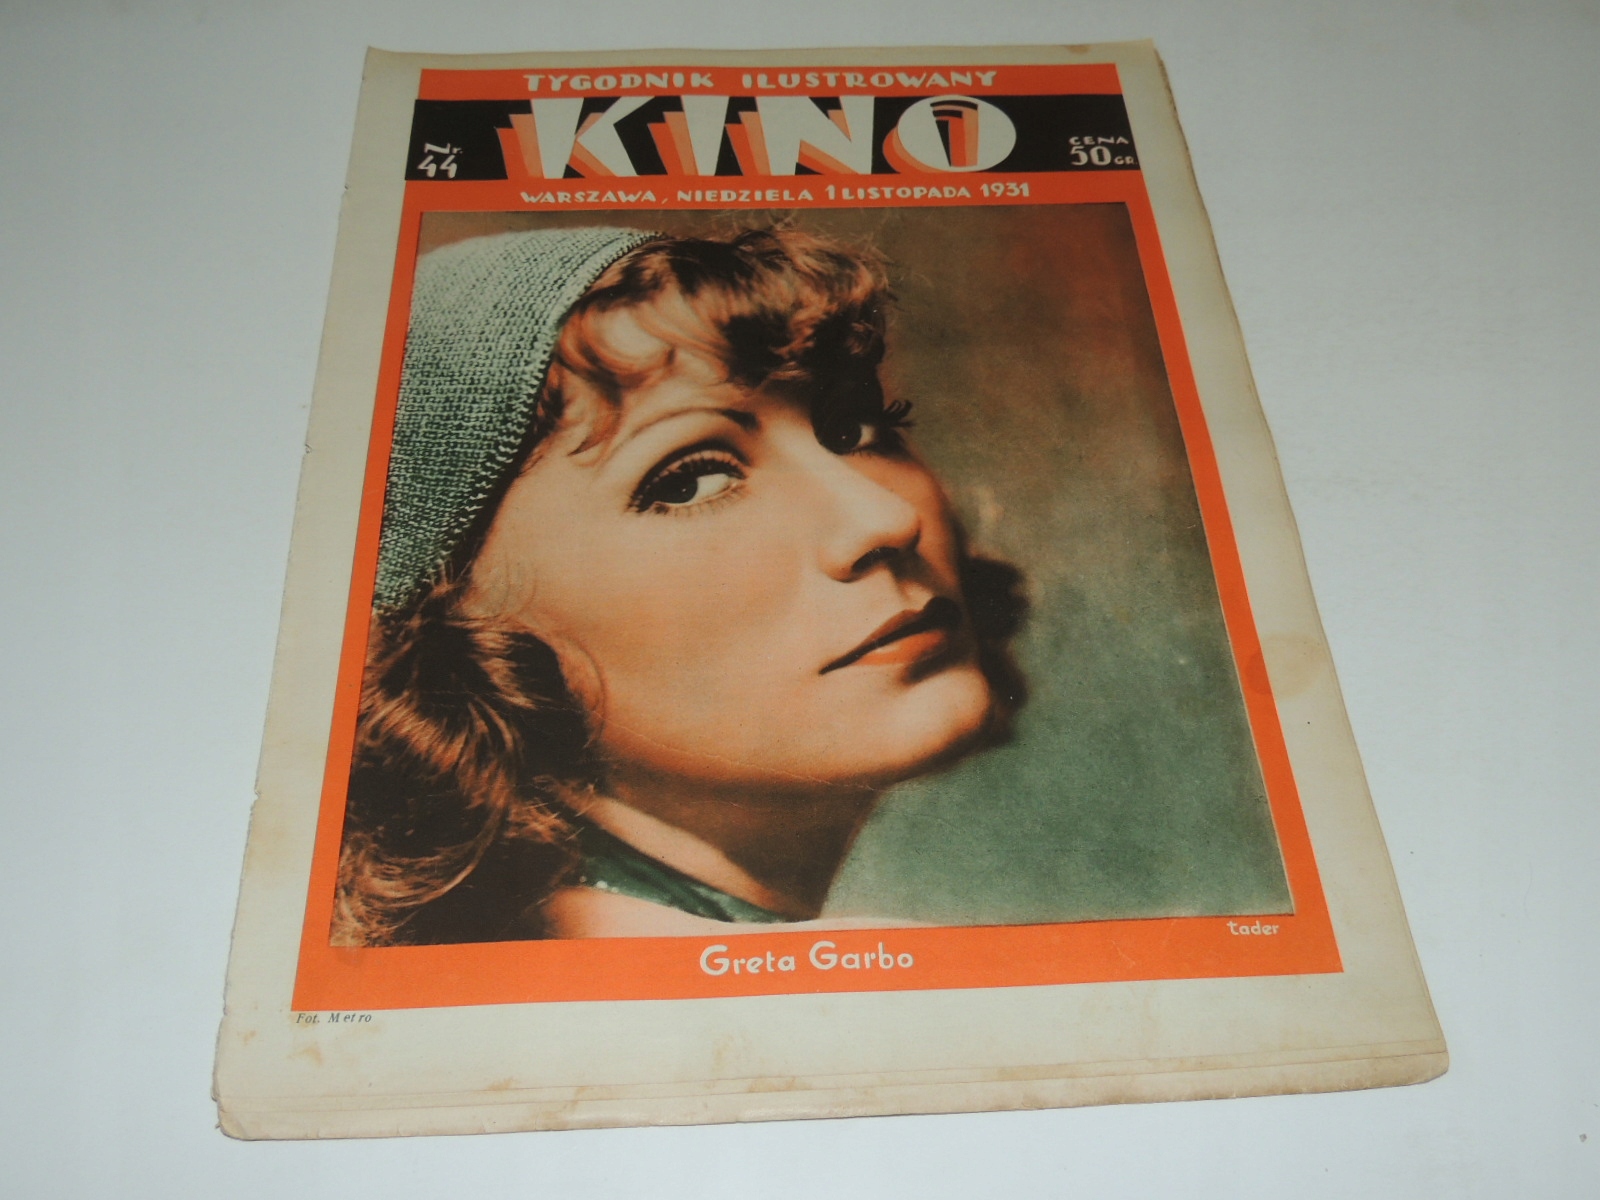 TYGODNIK ILUSTROWANY
KINO
Nr. 44
CENA 50 GR.
WARSZAWA, NIEDZIELA 1 LISTOPADA 1931
tader
Greta Garbo
Fot. Metro